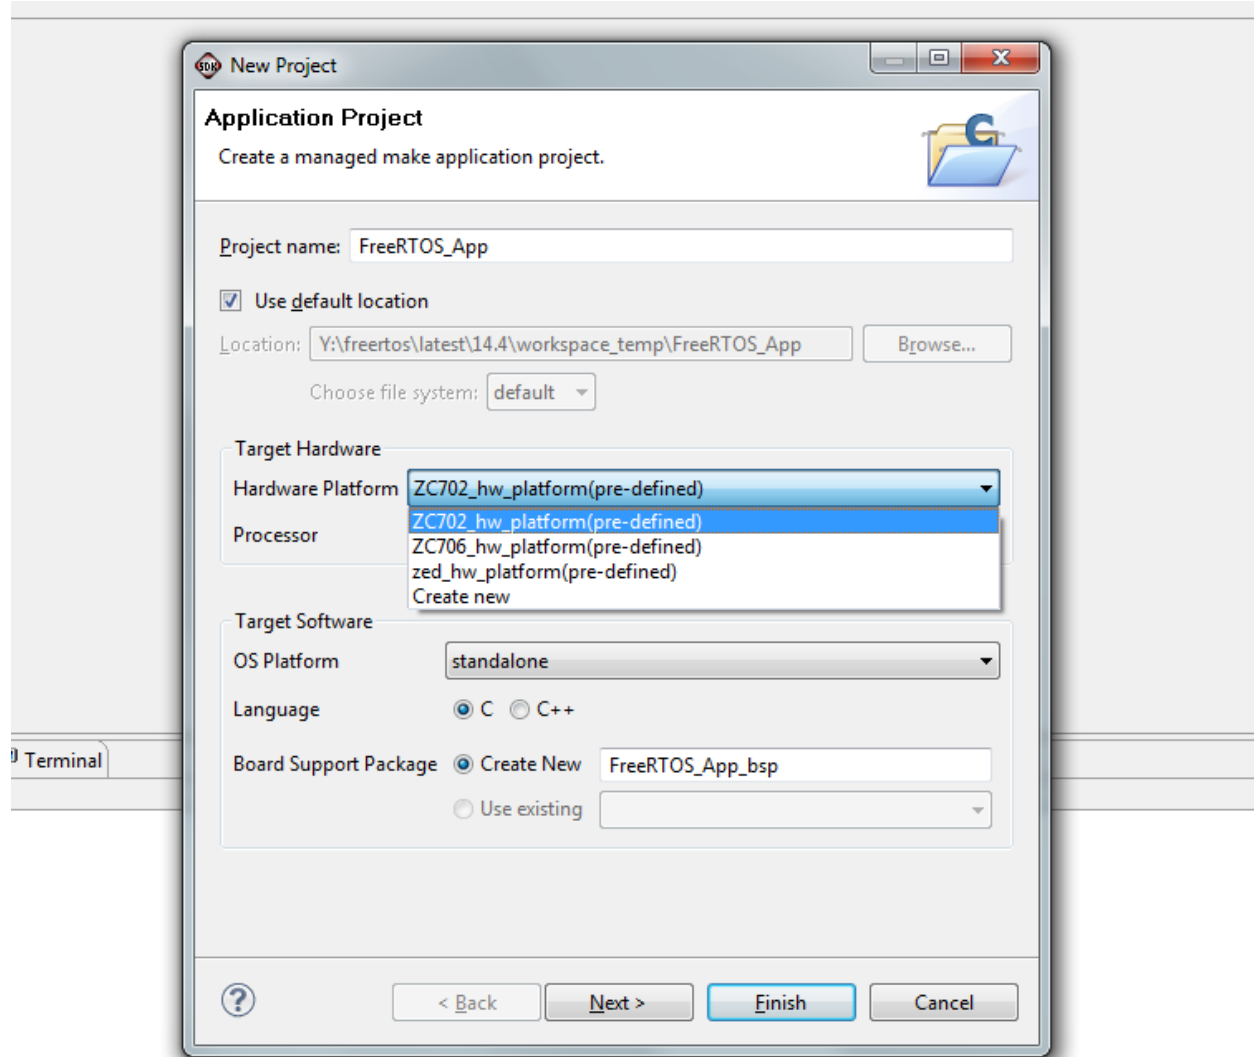 SDK New Project
Application Project
Create a managed make application project.
C
Project name: FreeRTOS_App
Use default location
Location: Y:\freertos\latest\14.4\workspace_temp\FreeRTOS_App Browse...
Choose file system: default
Target Hardware
Hardware Platform ZC702_hw_platform(pre-defined)
ZC702_hw_platform(pre-defined)
Processor
ZC706_hw_platform(pre-defined)
zed_hw_platform(pre-defined)
Create new
Target Software
OS Platform standalone
Language C C++
Terminal
Board Support Package Create New FreeRTOS_App_bsp
Use existing
? < Back Next > Finish Cancel